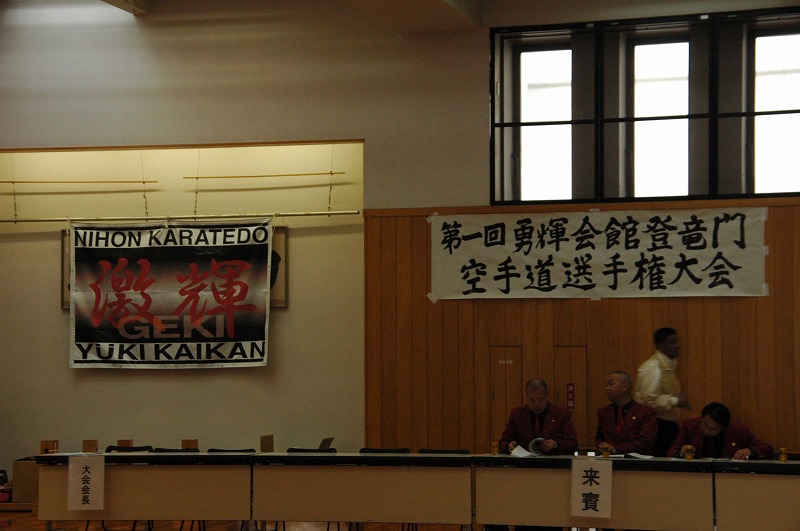 NIHON KARATEDO
激輝
GEKI
YUKI KAIKAN
第一回勇輝会館登竜門
空手道選手権大会
大会会長
来賓